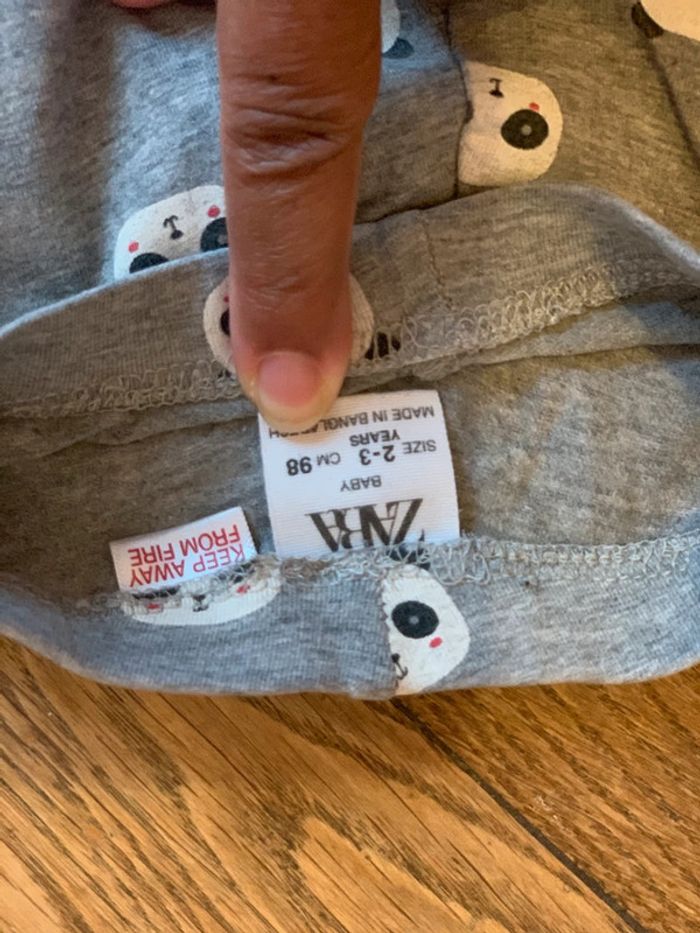 ZARA
BABY
SIZE 2-3 CM 98
YEARS
MADE IN BANGLADESH
KEEP AWAY
FROM FIRE